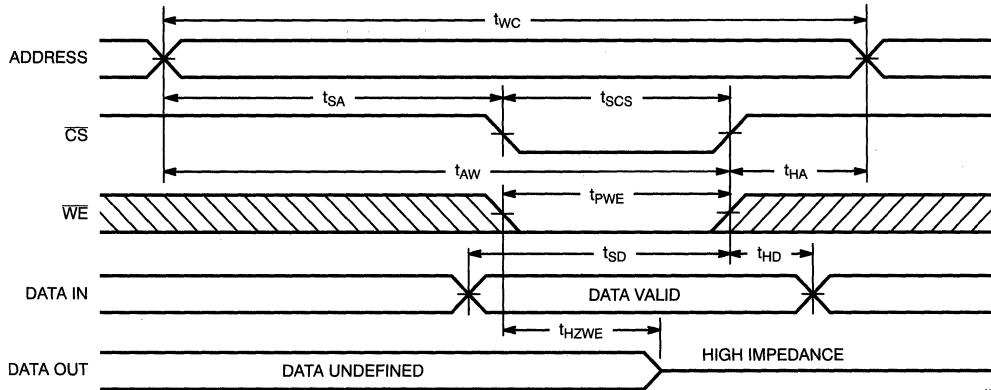 tWC
ADDRESS
tSA
tSCS
CS
tAW
tHA
WE
tPWE
tSD
tHD
DATA IN
DATA VALID
tHZWE
DATA OUT
DATA UNDEFINED
HIGH IMPEDANCE